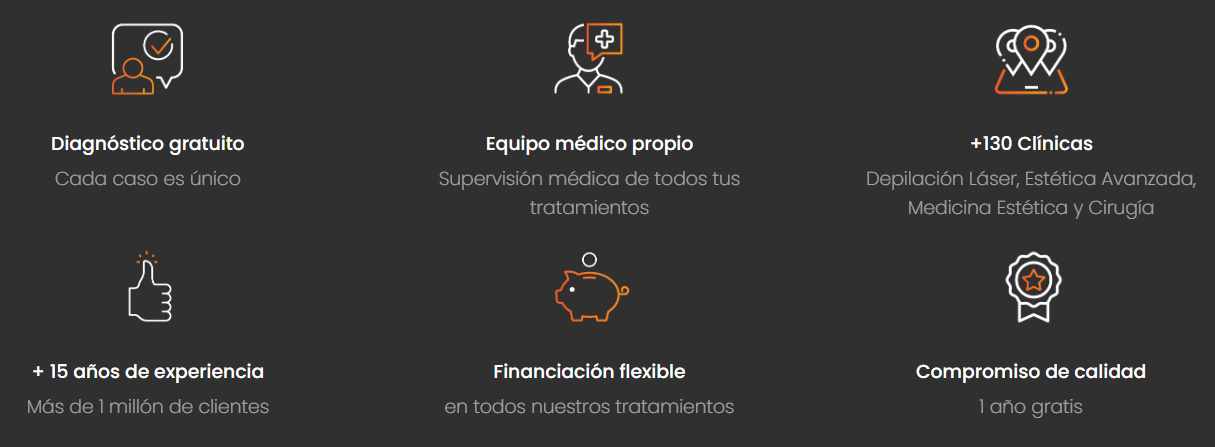 Diagnóstico gratuito
Cada caso es único
Equipo médico propio
Supervisión médica de todos tus
tratamientos
+130 Clínicas
Depilación Láser, Estética Avanzada,
Medicina Estética y Cirugía
+ 15 años de experiencia
Más de 1 millón de clientes
Financiación flexible
en todos nuestros tratamientos
Compromiso de calidad
1 año gratis